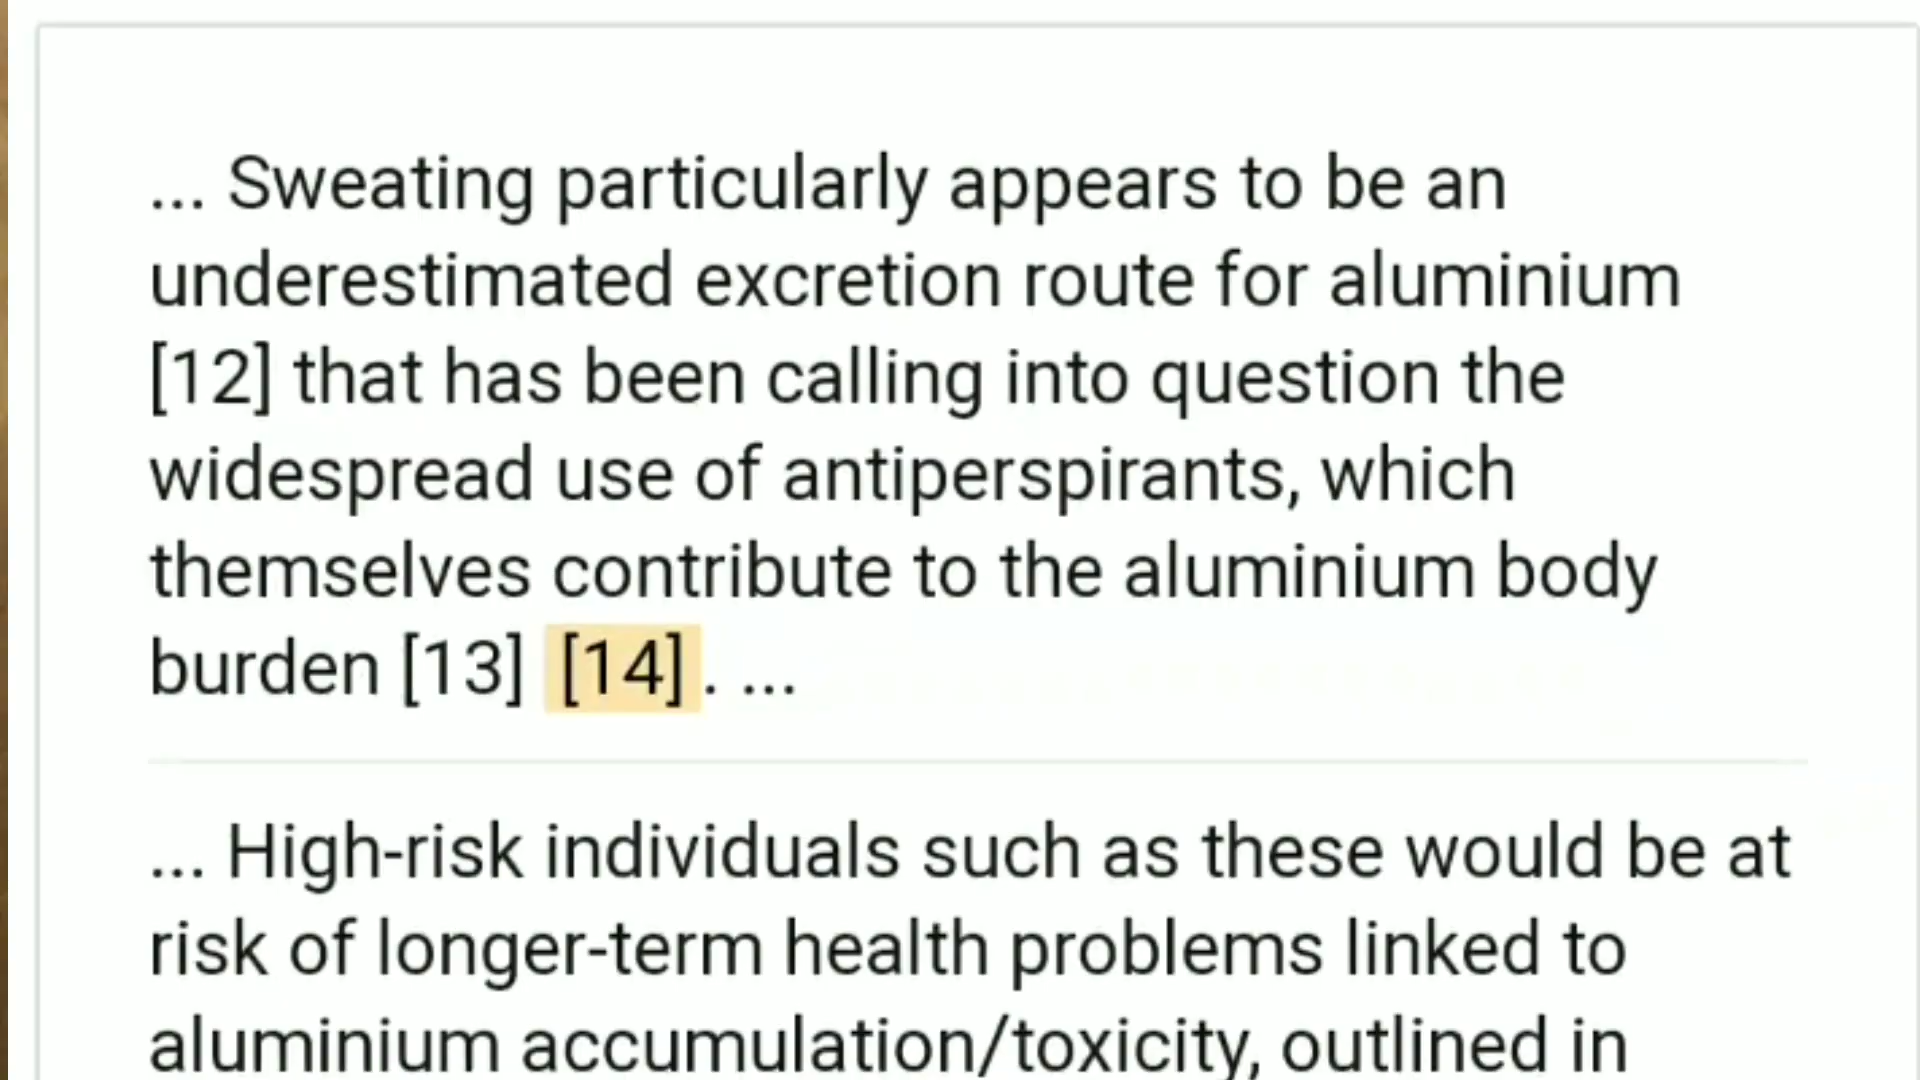 ... Sweating particularly appears to be an
underestimated excretion route for aluminium
[12] that has been calling into question the
widespread use of antiperspirants, which
themselves contribute to the aluminium body
burden [13] [14] . ...
... High-risk individuals such as these would be at
risk of longer-term health problems linked to
aluminium accumulation/toxicity, outlined in